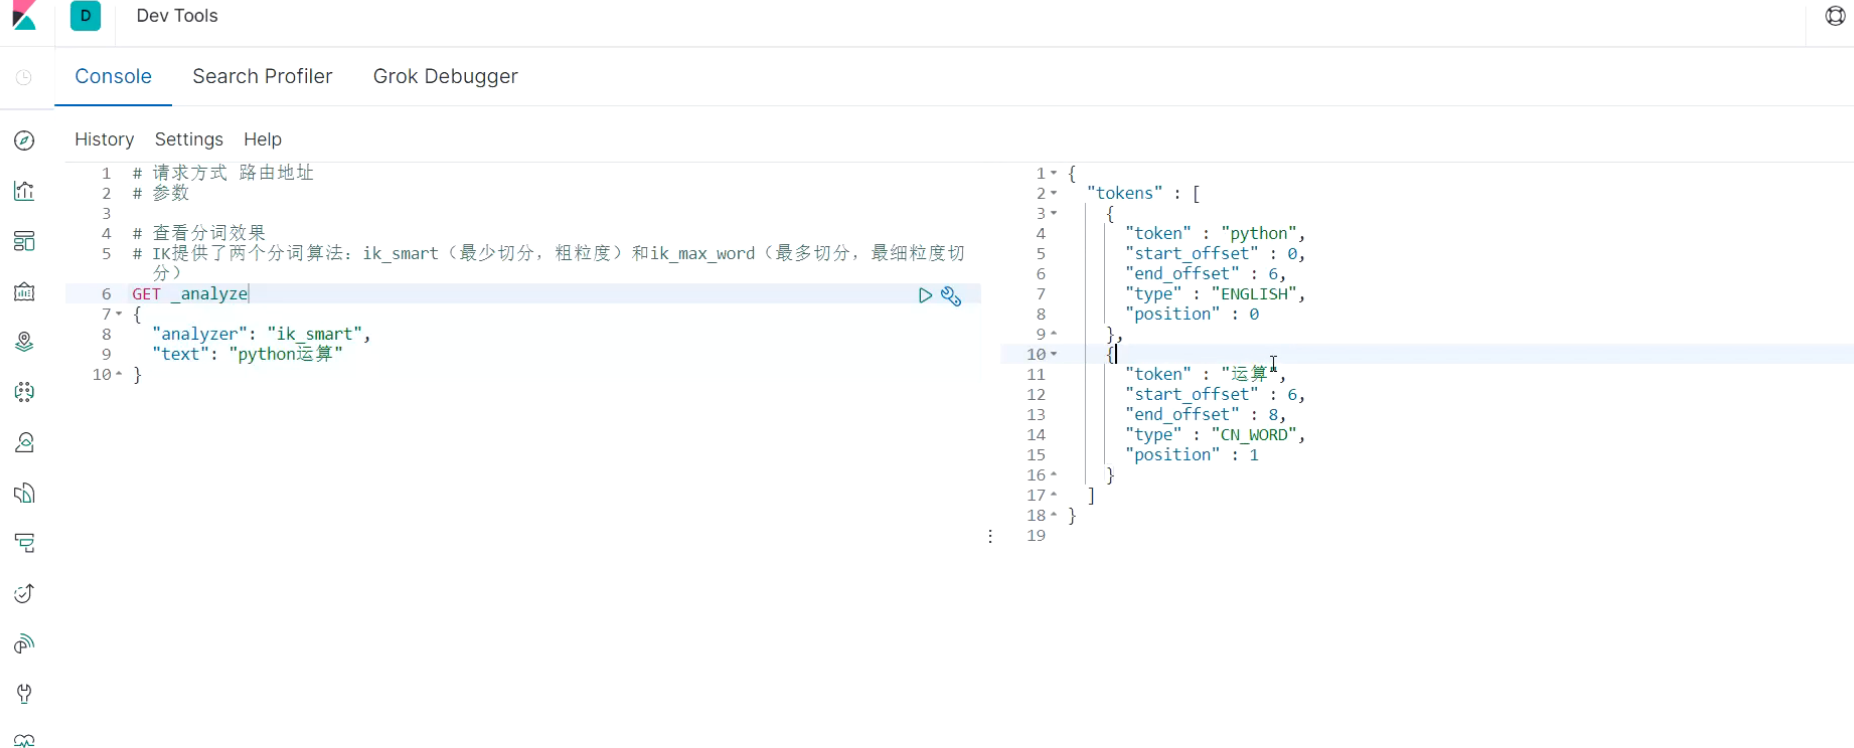 D Dev Tools
Console Search Profiler Grok Debugger
History Settings Help
1 # 请求方式 路由地址
2 # 参数
3
4 # 查看分词效果
5 # IK提供了两个分词算法：ik_smart（最少切分，粗粒度）和ik_max_word（最多切分，最细粒度切
分）
6 GET _analyze
7 {
8 "analyzer": "ik_smart",
9 "text": "python运算"
10 }
1 {
2 "tokens" : [
3 {
4 "token" : "python",
5 "start_offset" : 0,
6 "end_offset" : 6,
7 "type" : "ENGLISH",
8 "position" : 0
9 },
10 {
11 "token" : "运算",
12 "start_offset" : 6,
13 "end_offset" : 8,
14 "type" : "CN_WORD",
15 "position" : 1
16 }
17 ]
18 }
19